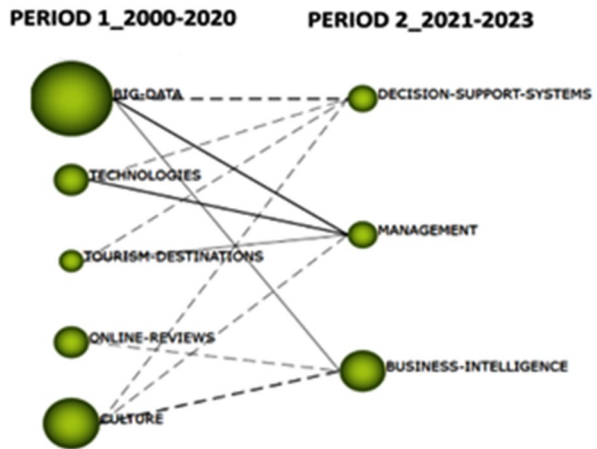 PERIOD 1_2000-2020
PERIOD 2_2021-2023
BIG-DATA
DECISION-SUPPORT-SYSTEMS
TECHNOLOGIES
MANAGEMENT
TOURISM-DESTINATIONS
ONLINE-REVIEWS
BUSINESS-INTELLIGENCE
CULTURE